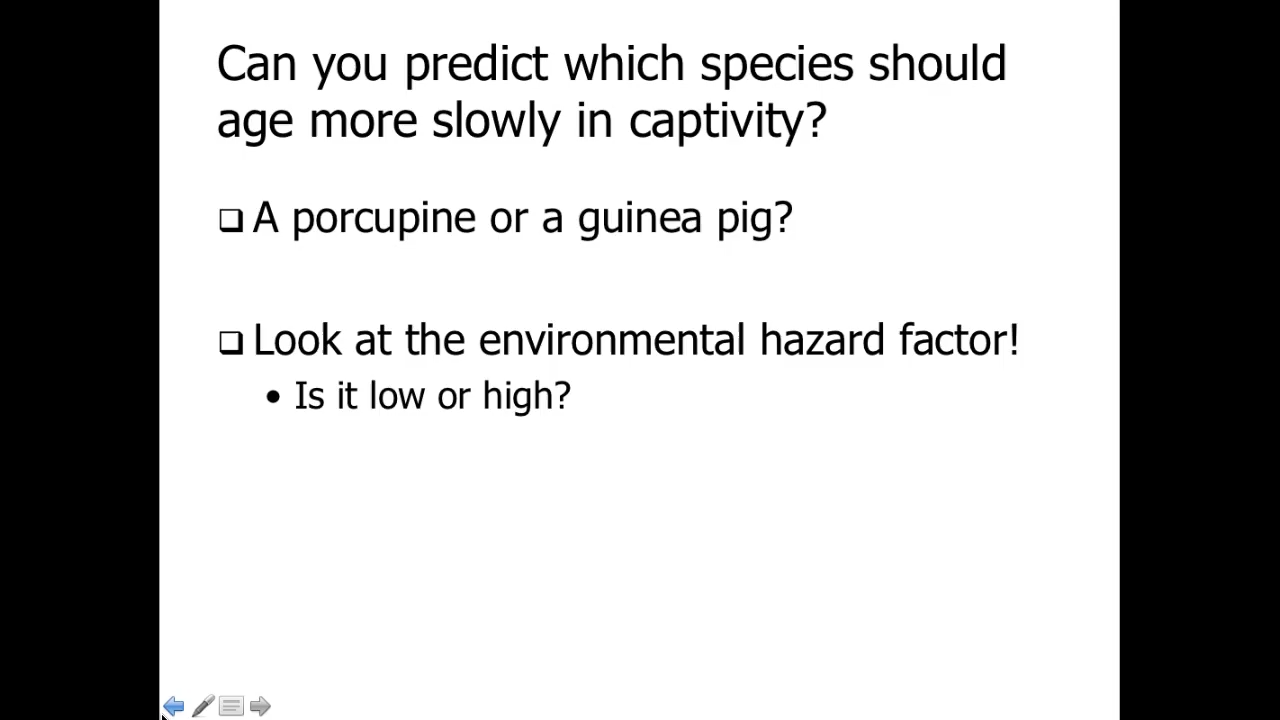 Can you predict which species should
age more slowly in captivity?
❑ A porcupine or a guinea pig?
❑ Look at the environmental hazard factor!
• Is it low or high?